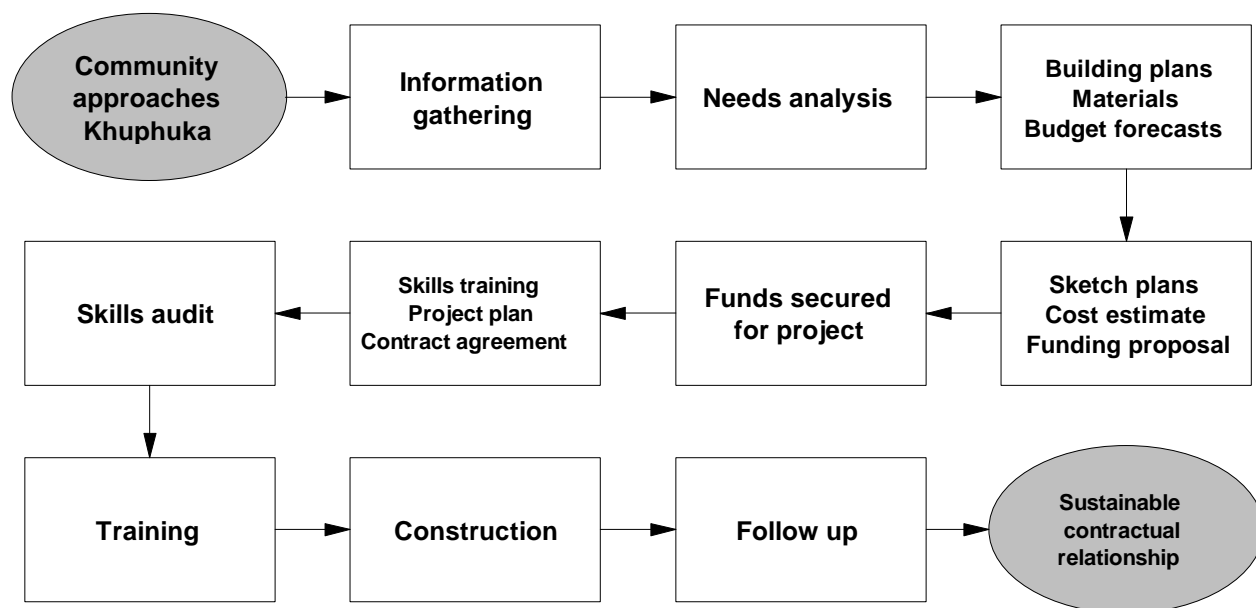 Community
approaches
Khuphuka
Information
gathering
Needs analysis
Building plans
Materials
Budget forecasts
Sketch plans
Cost estimate
Funding proposal
Funds secured
for project
Skills training
Project plan
Contract agreement
Skills audit
Training
Construction
Follow up
Sustainable
contractual
relationship